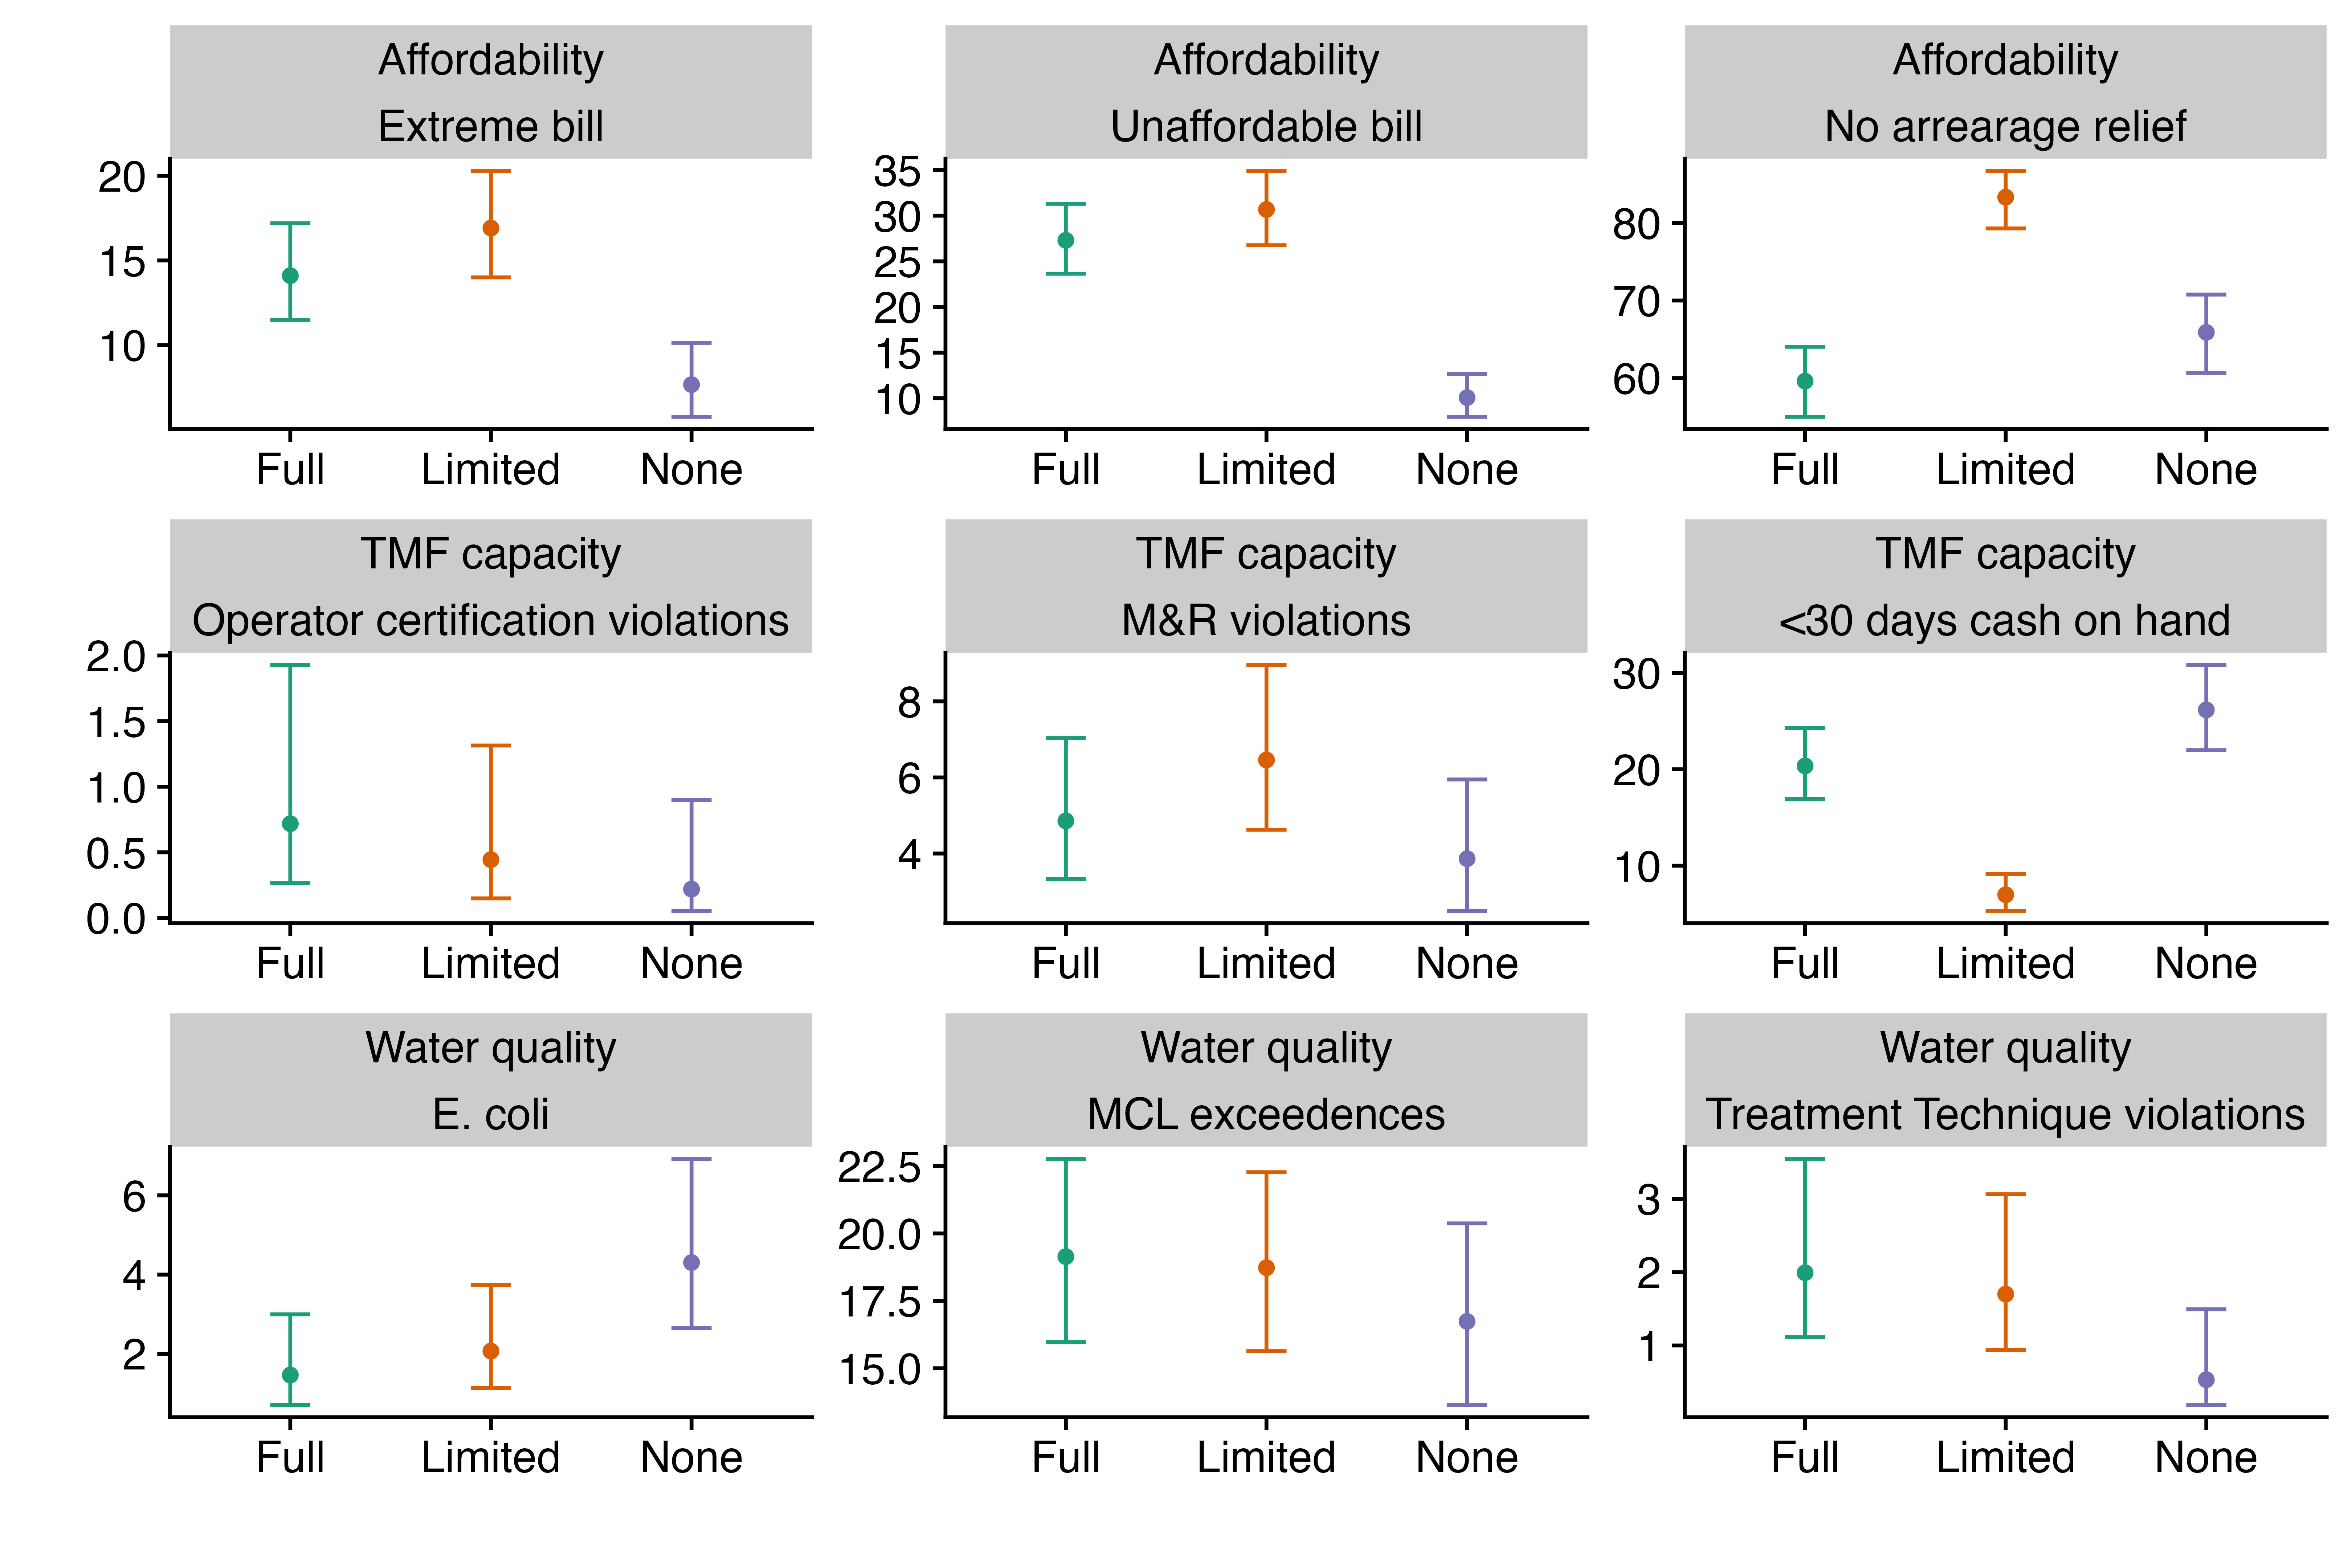 Affordability
Extreme bill
20
15
10
Full Limited None
Affordability
Unaffordable bill
35
30
25
20
15
10
Full Limited None
Affordability
No arrearage relief
80
70
60
Full Limited None
TMF capacity
Operator certification violations
2.0
1.5
1.0
0.5
0.0
Full Limited None
TMF capacity
M&R violations
8
6
4
Full Limited None
TMF capacity
<30 days cash on hand
30
20
10
Full Limited None
Water quality
E. coli
6
4
2
Full Limited None
Water quality
MCL exceedences
22.5
20.0
17.5
15.0
Full Limited None
Water quality
Treatment Technique violations
3
2
1
Full Limited None